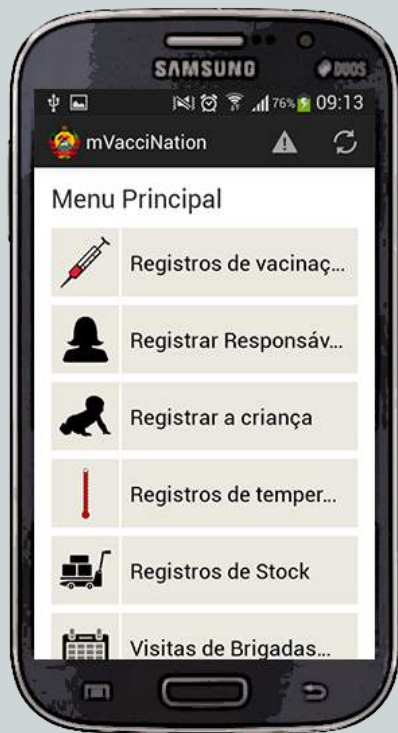 SAMSUNG
DUOS
76% 09:13
mVacciNation
Menu Principal
Registros de vacinaç...
Registrar Responsáv...
Registrar a criança
Registros de temper...
Registros de Stock
Visitas de Brigadas...